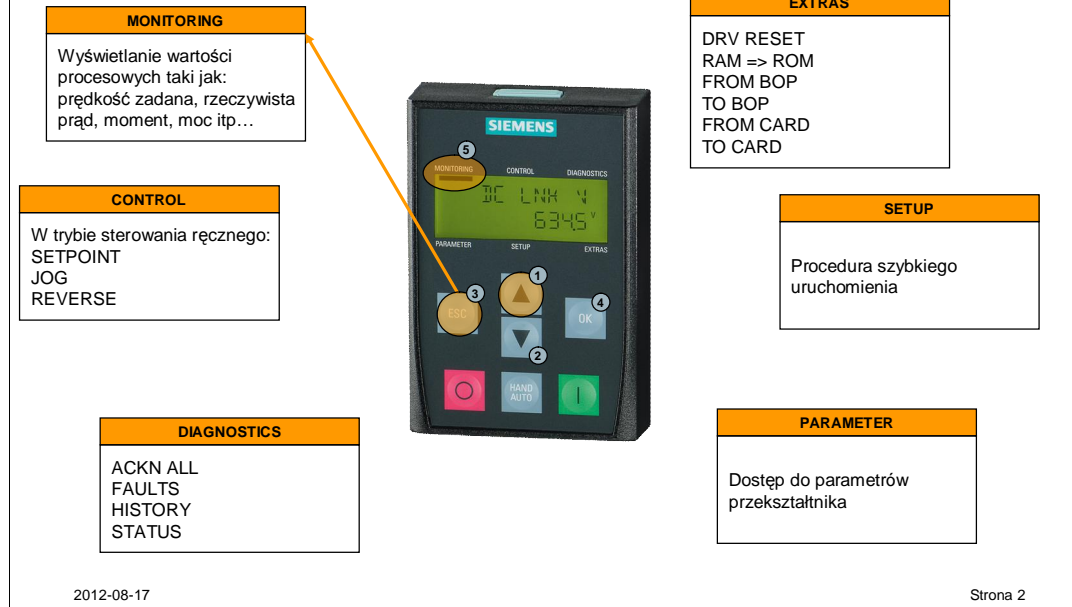 MONITORING
Wyświetlanie wartości
procesowych taki jak:
prędkość zadana, rzeczywista
prąd, moment, moc itp…
EXTRAS
DRV RESET
RAM => ROM
FROM BOP
TO BOP
FROM CARD
TO CARD
CONTROL
W trybie sterowania ręcznego:
SETPOINT
JOG
REVERSE
SIEMENS
5
MONITORING CONTROL DIAGNOSTICS
DC LNK V
634,5 V
PARAMETER SETUP EXTRAS
1
3
ESC
4
OK
2
HAND
AUTO
SETUP
Procedura szybkiego
uruchomienia
DIAGNOSTICS
ACKN ALL
FAULTS
HISTORY
STATUS
PARAMETER
Dostęp do parametrów
przekształtnika
2012-08-17
Strona 2